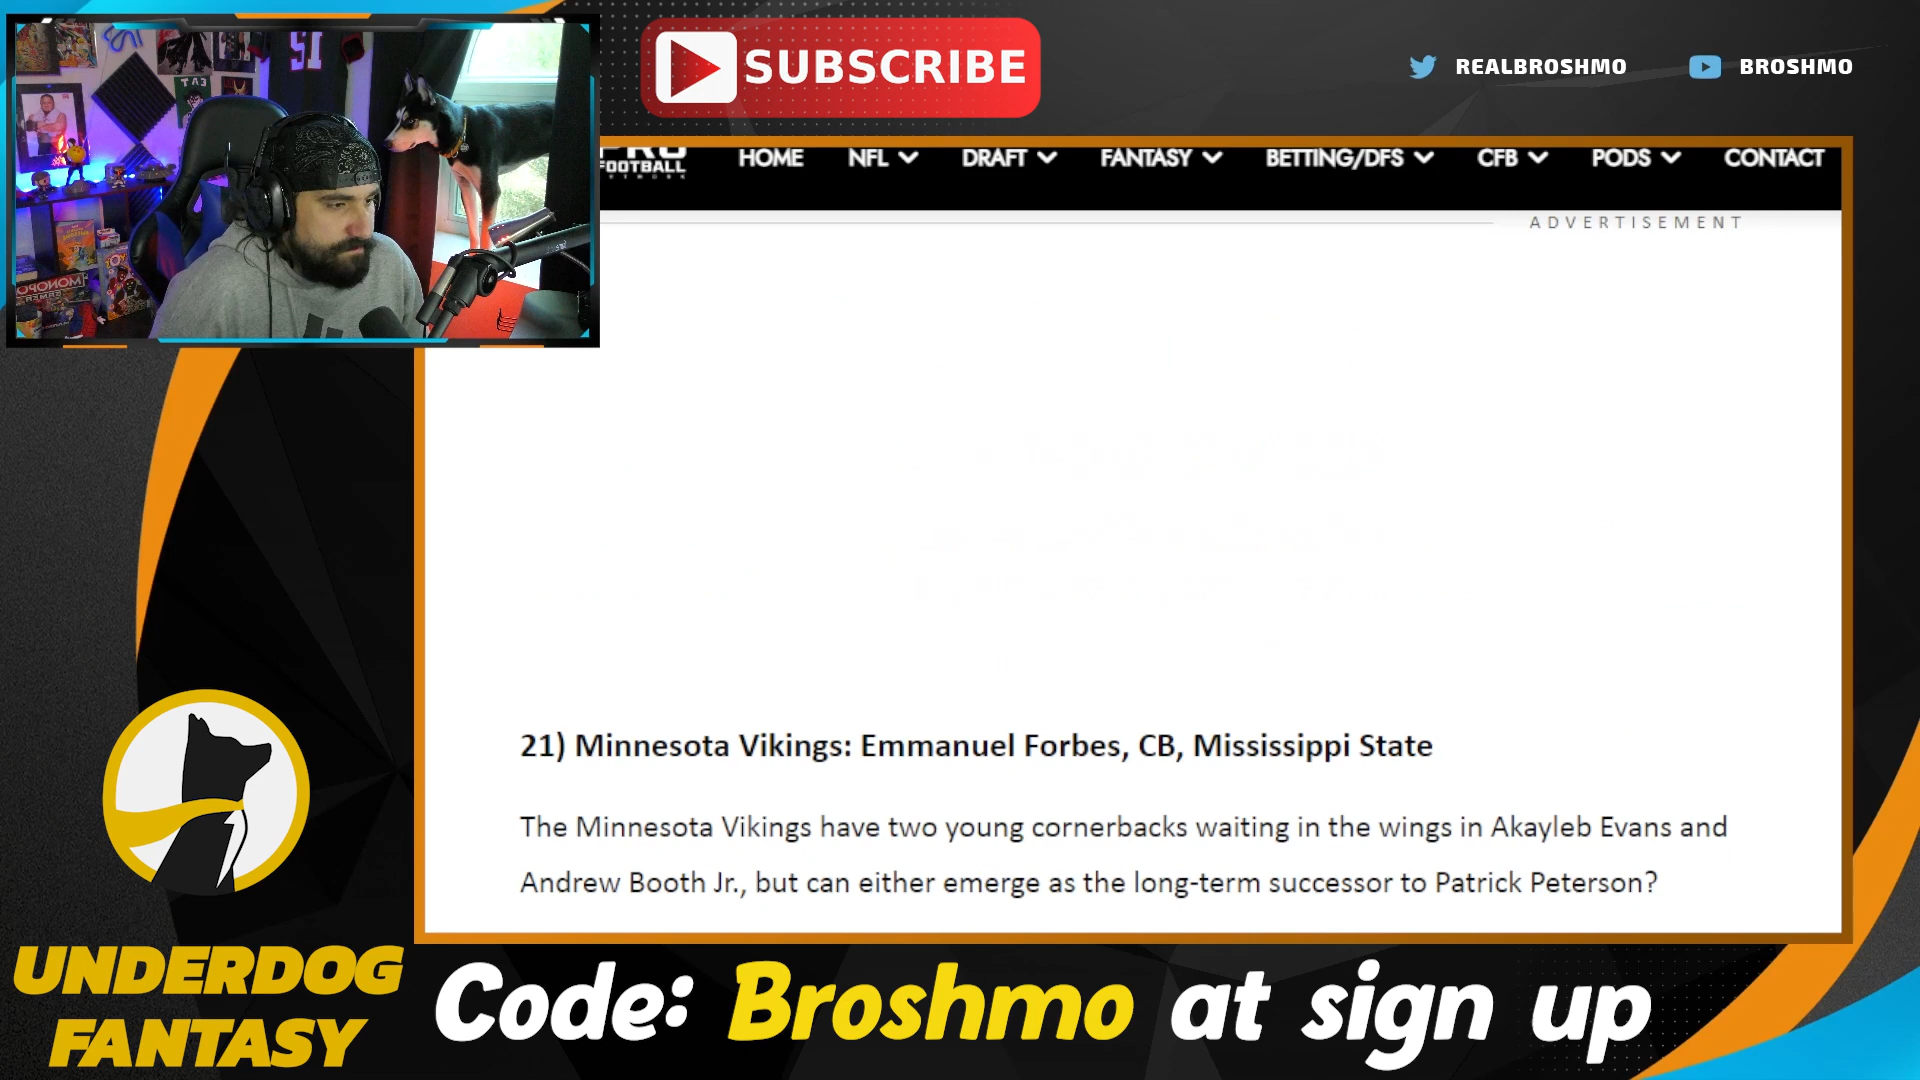 SUBSCRIBE
REALBROSHMO
BROSHMO
PRO
FOOTBALL
NETWORK
HOME
NFL
DRAFT
FANTASY
BETTING/DFS
CFB
PODS
CONTACT
ADVERTISEMENT
21) Minnesota Vikings: Emmanuel Forbes, CB, Mississippi State
The Minnesota Vikings have two young cornerbacks waiting in the wings in Akayleb Evans and
Andrew Booth Jr., but can either emerge as the long-term successor to Patrick Peterson?
UNDERDOG
FANTASY
Code: Broshmo at sign up